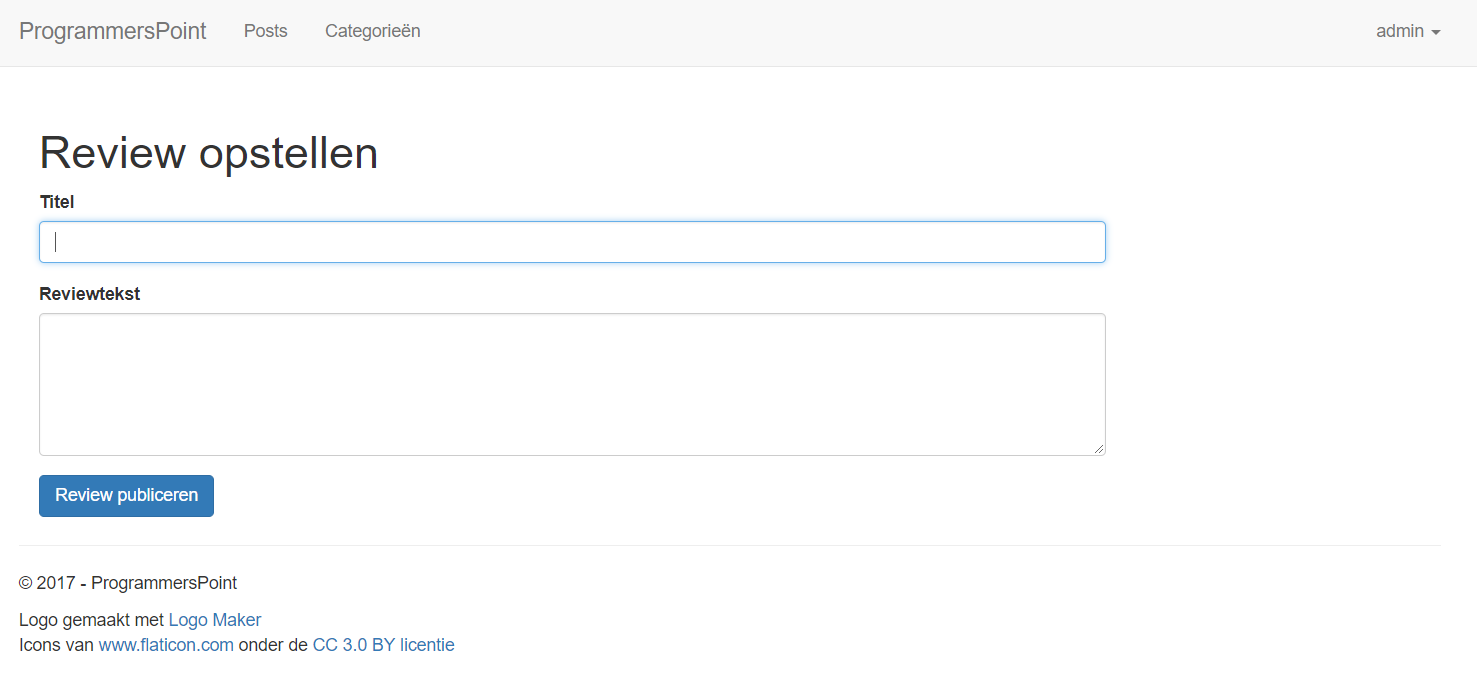 ProgrammersPoint Posts Categorieën admin
Review opstellen
Titel
Reviewtekst
Review publiceren
© 2017 - ProgrammersPoint
Logo gemaakt met Logo Maker
Icons van www.flaticon.com onder de CC 3.0 BY licentie